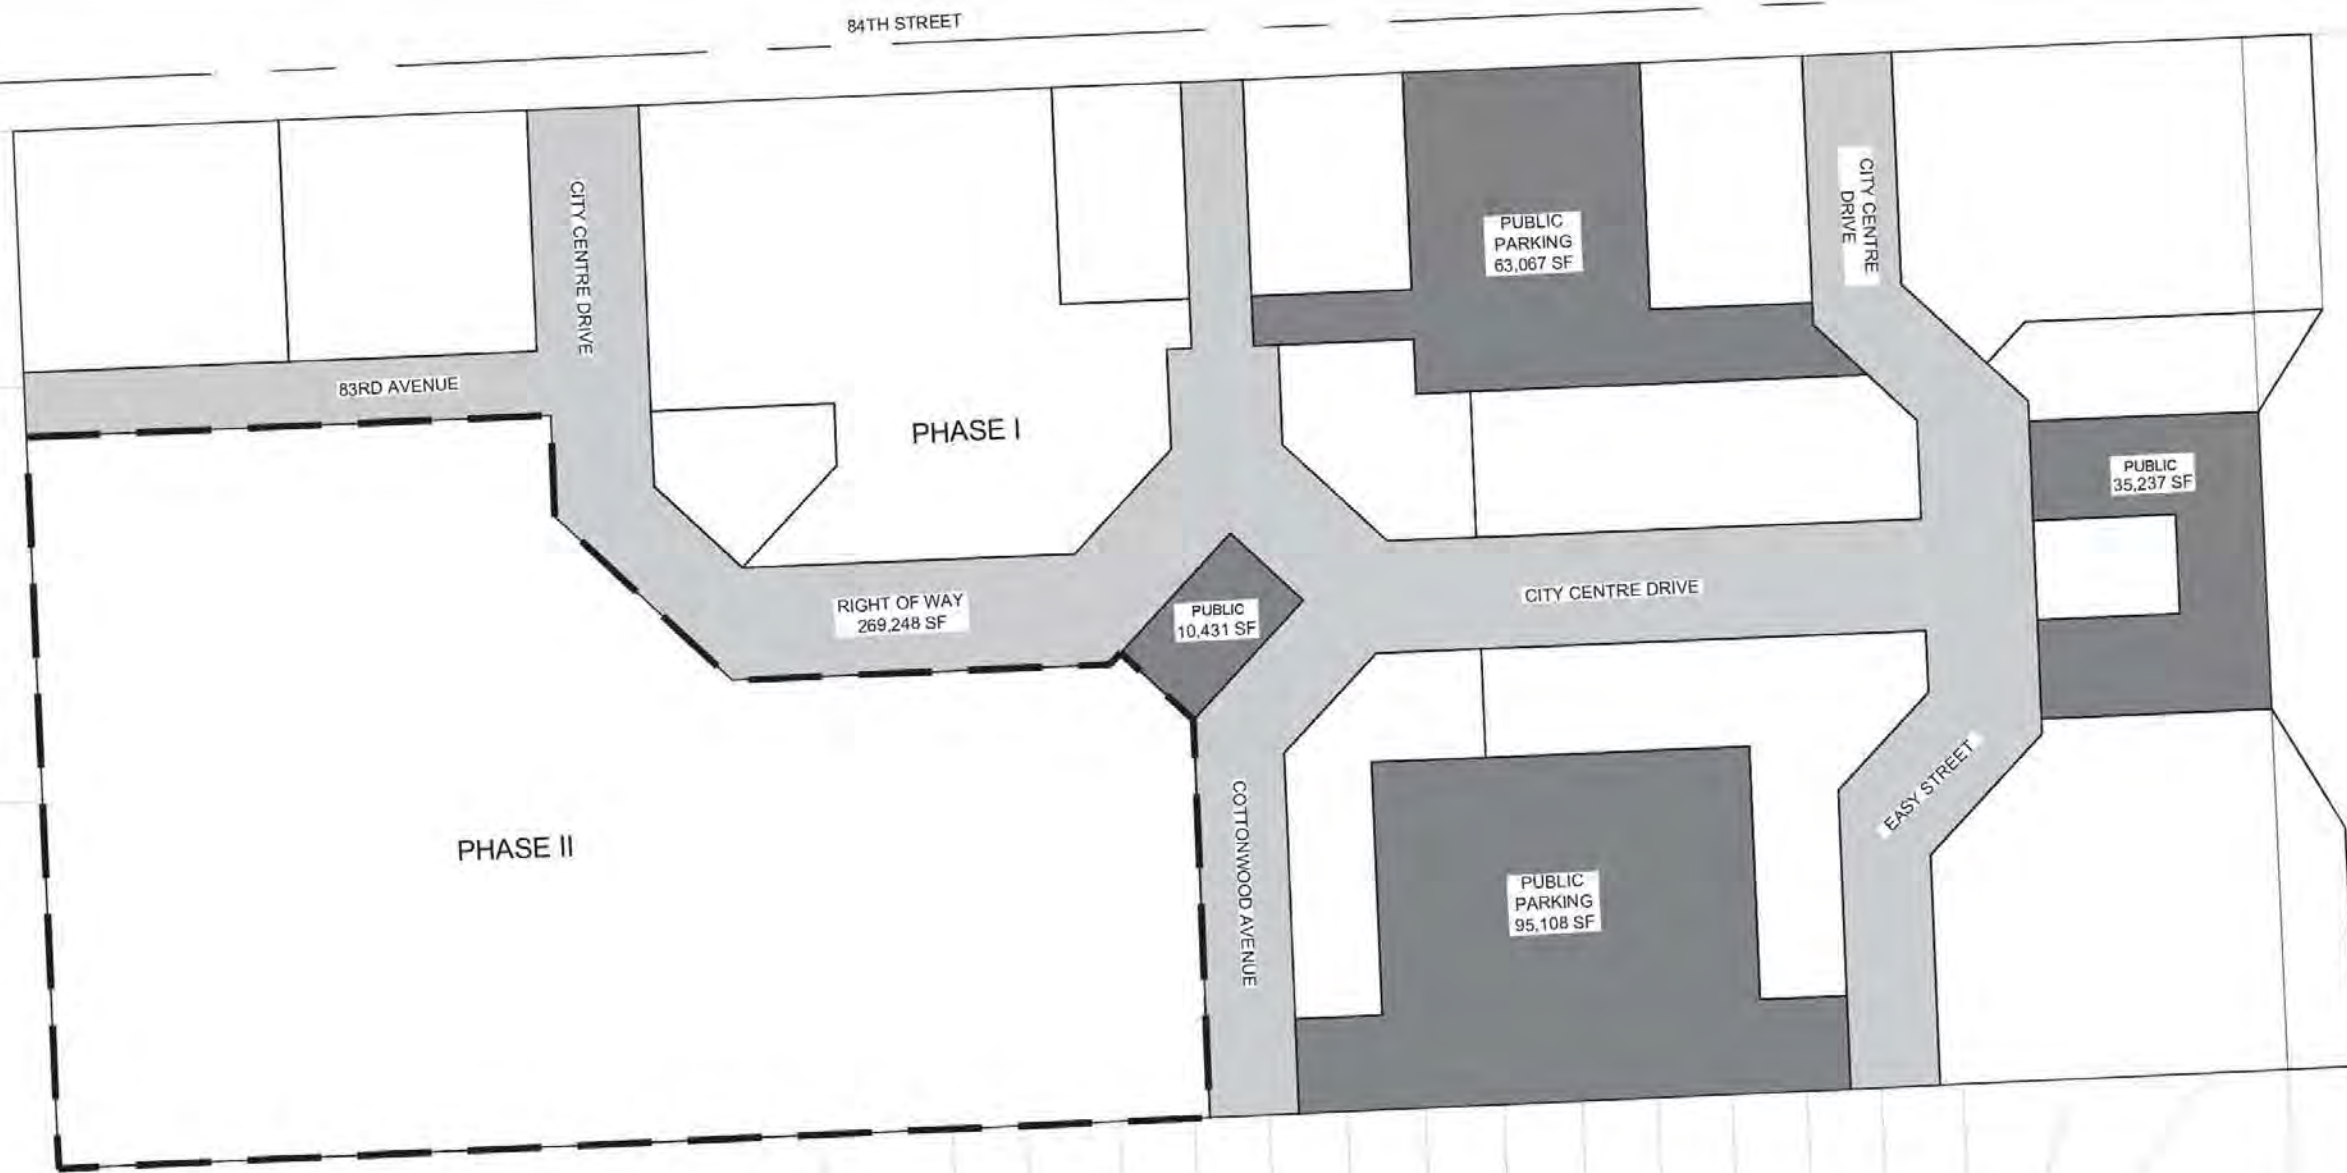 84TH STREET
CITY CENTRE DRIVE
83RD AVENUE
PHASE I
PUBLIC
PARKING
63,067 SF
CITY CENTRE
DRIVE
PUBLIC
35,237 SF
RIGHT OF WAY
269,248 SF
PUBLIC
10,431 SF
CITY CENTRE DRIVE
PHASE II
COTTONWOOD AVENUE
EASY STREET
PUBLIC
PARKING
95,108 SF